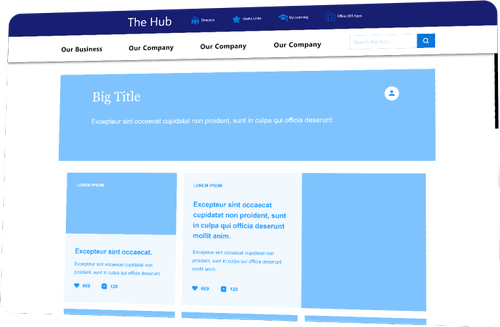 The Hub
Directory
Useful Links
My Learning
Office 365 Apps
Our Business
Our Company
Our Company
Our Company
Search the Hub...
Big Title
Excepteur sint occaecat cupidatat non proident, sunt in culpa qui officia deserunt
LOREM IPSUM
Excepteur sint occaecat.
Excepteur sint occaecat cupidatat non
proident, sunt in culpa qui officia deserunt
609
120
LOREM IPSUM
Excepteur sint occaecat
cupidatat non proident, sunt
in culpa qui officia deserunt
mollit anim.
Excepteur sint occaecat cupidatat non
proident, sunt in culpa qui officia deserunt
mollit anim.
609
120